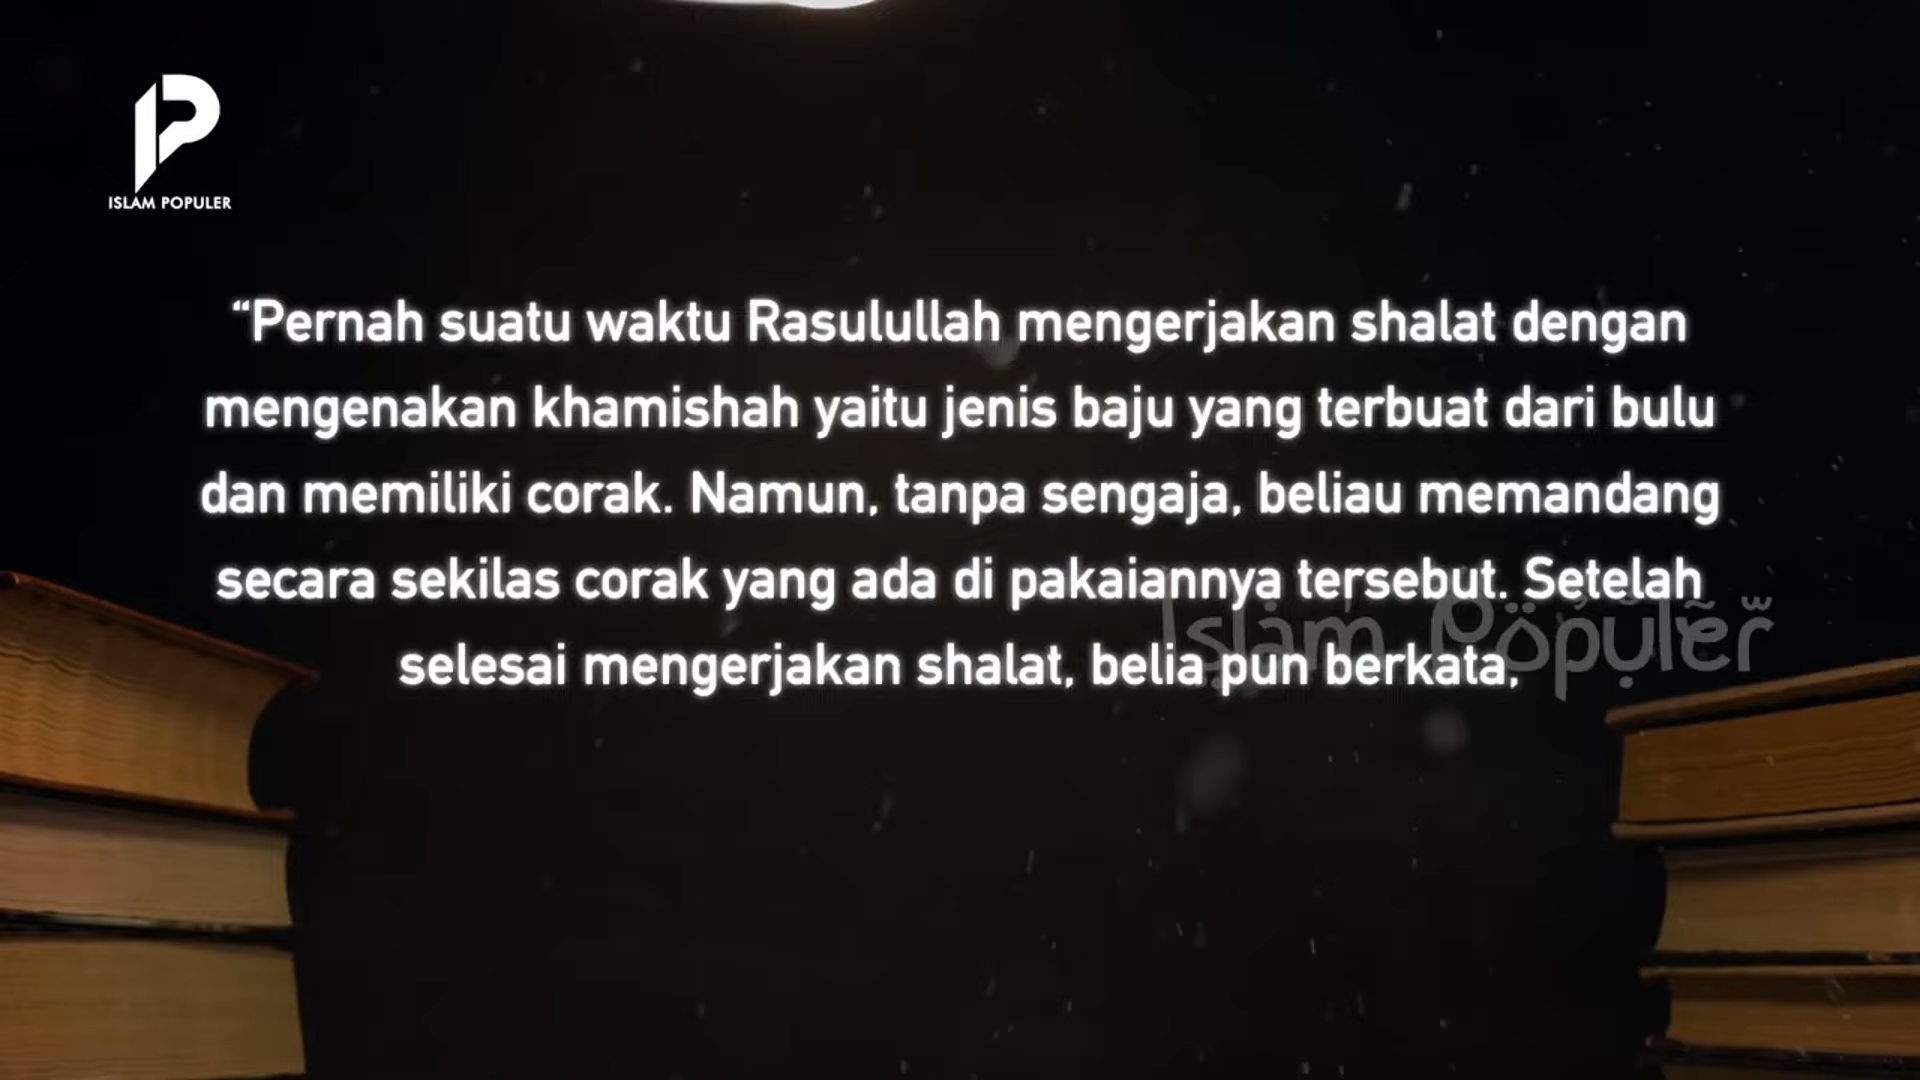 ISLAM POPULER
“Pernah suatu waktu Rasulullah mengerjakan shalat dengan
mengenakan khamishah yaitu jenis baju yang terbuat dari bulu
dan memiliki corak. Namun, tanpa sengaja, beliau memandang
secara sekilas corak yang ada di pakaiannya tersebut. Setelah
selesai mengerjakan shalat, belia pun berkata,
Islam Populer